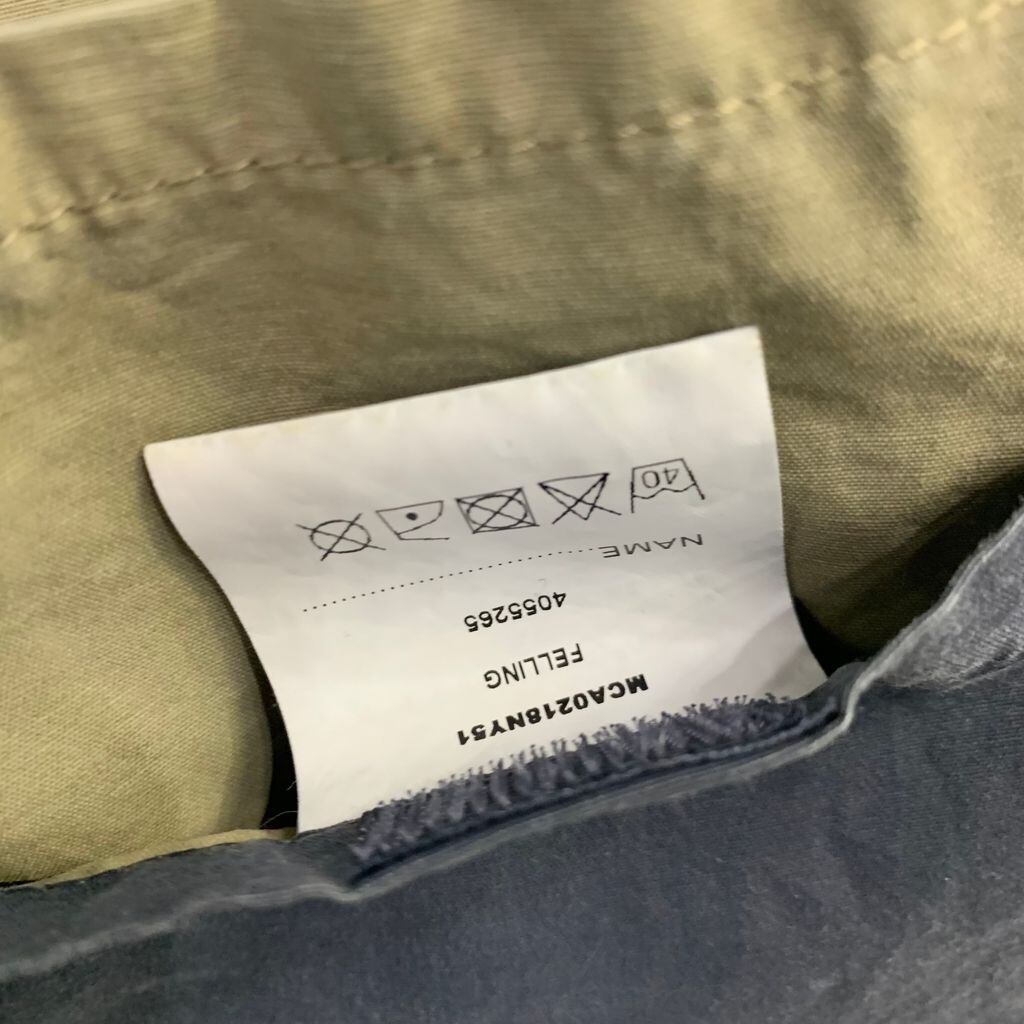 MCA0218NY51
FELLING
4055265
NAME....................
40